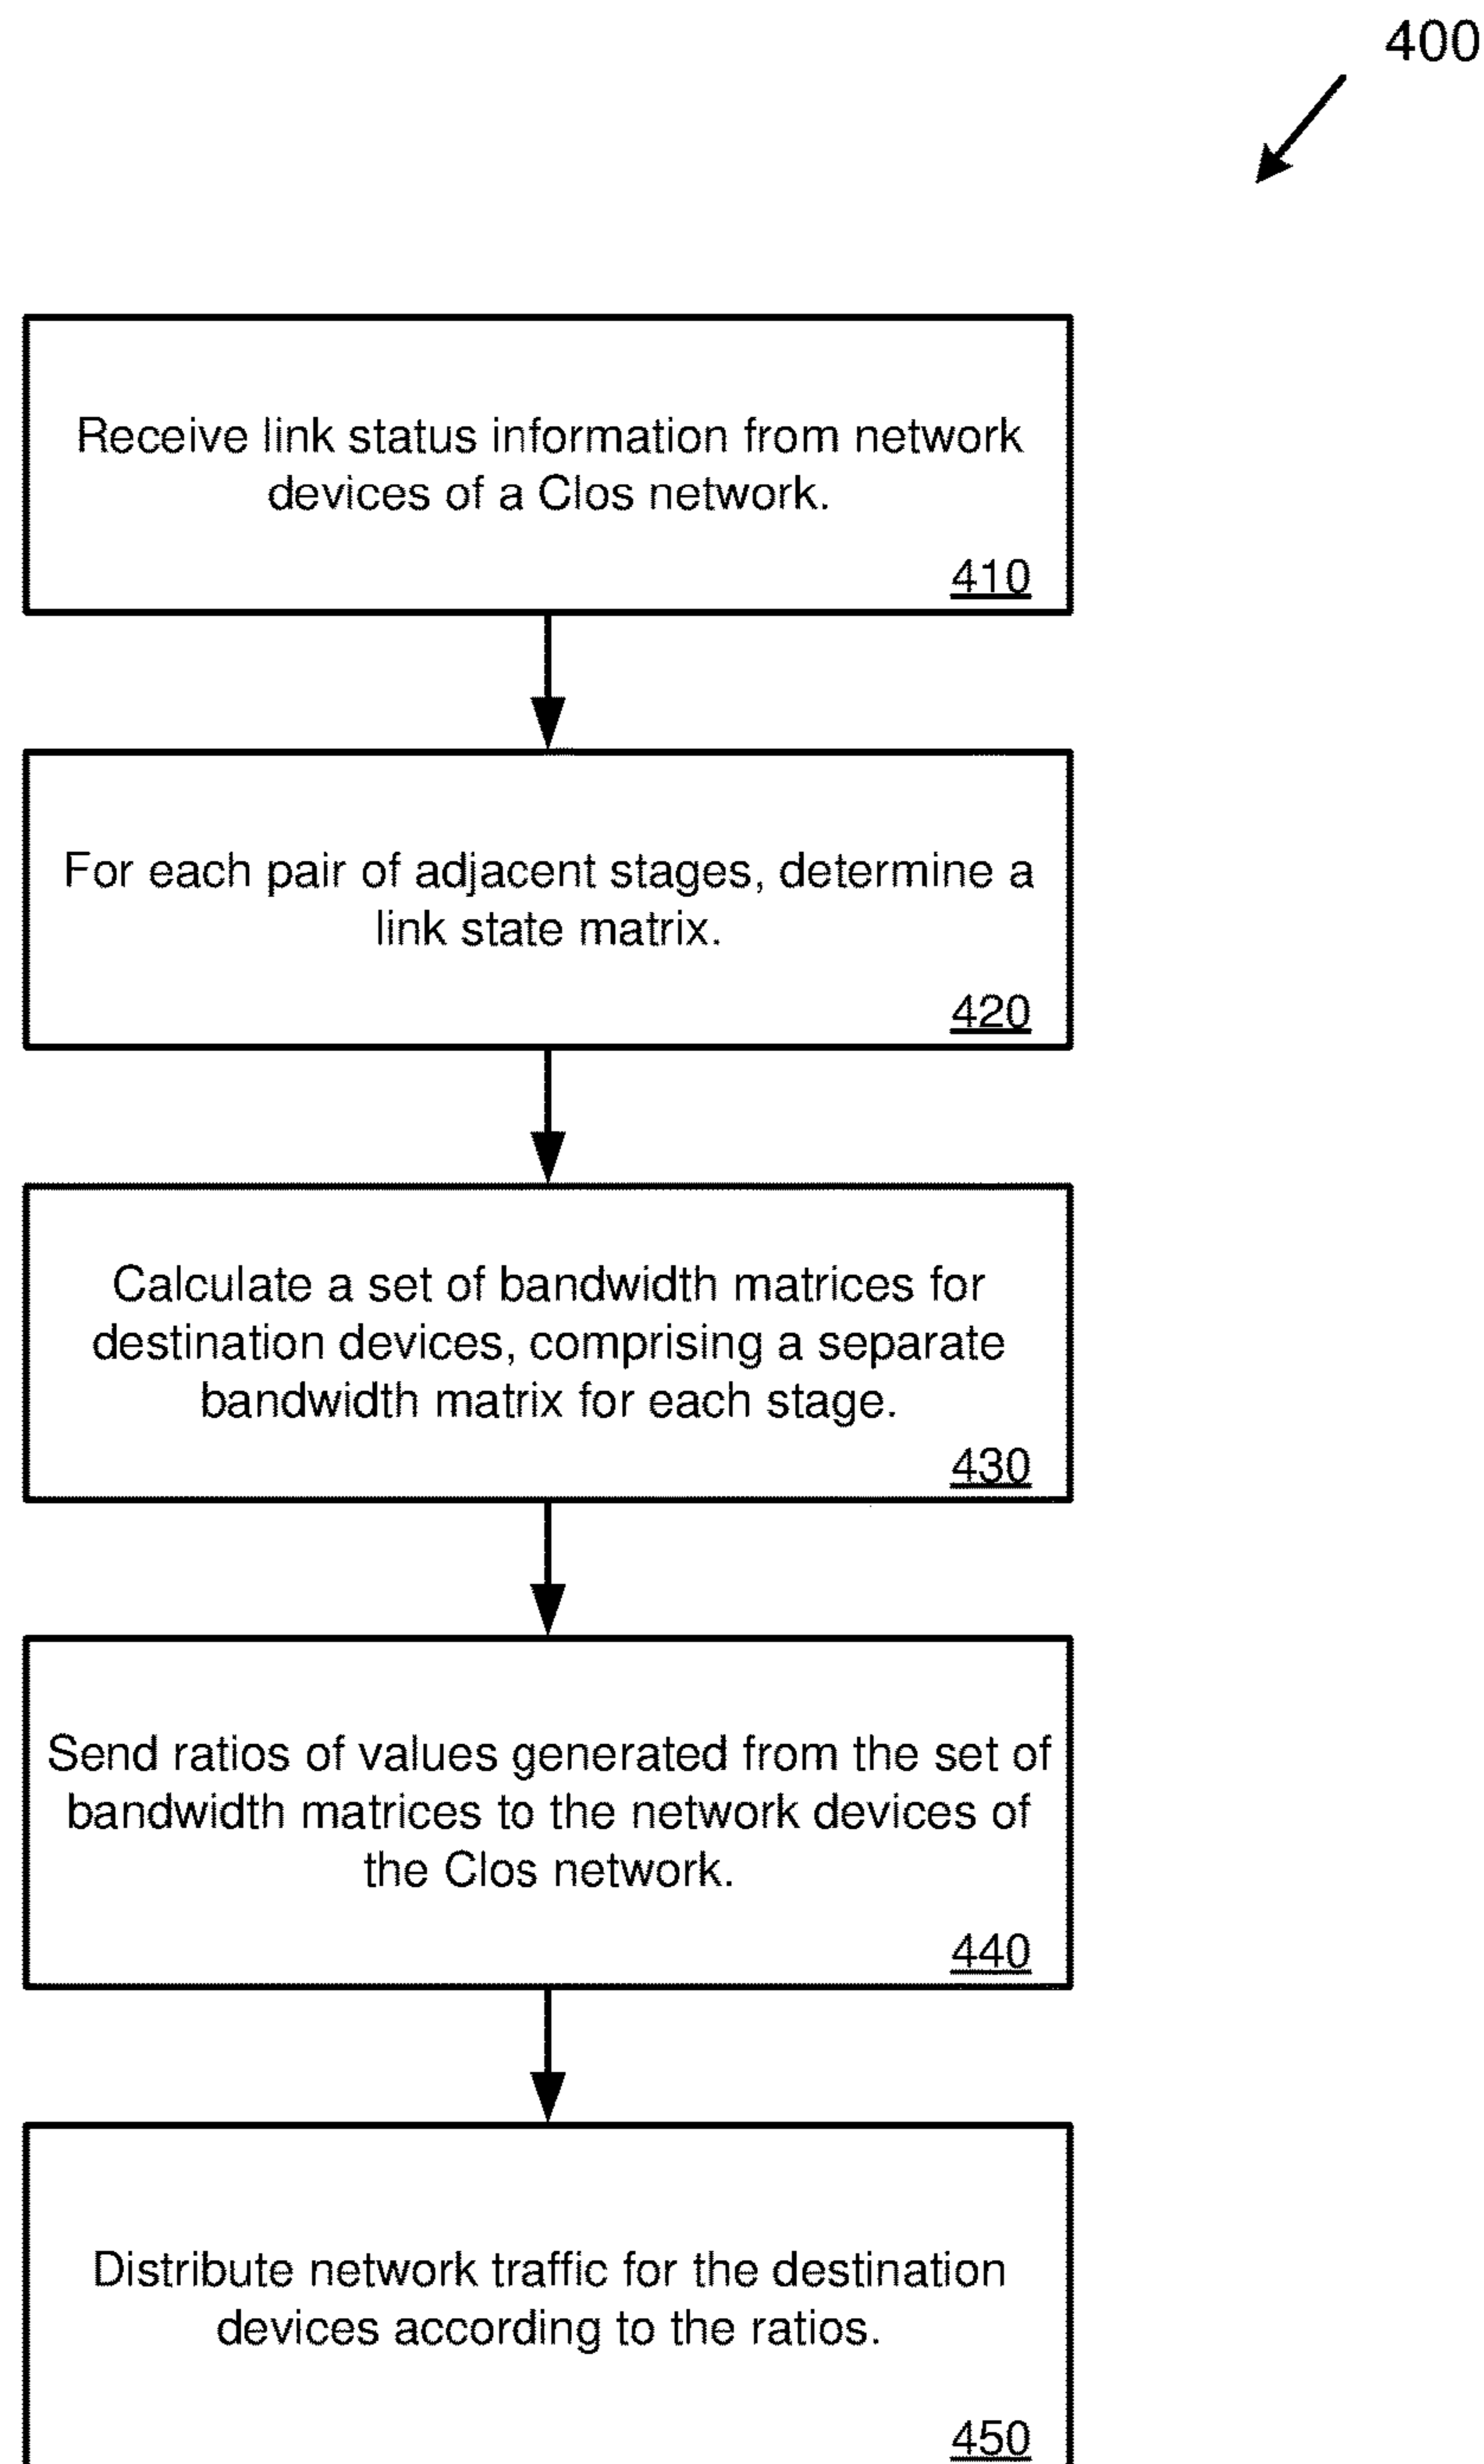 400
Receive link status information from network
devices of a Clos network.
410
For each pair of adjacent stages, determine a
link state matrix.
420
Calculate a set of bandwidth matrices for
destination devices, comprising a separate
bandwidth matrix for each stage.
430
Send ratios of values generated from the set of
bandwidth matrices to the network devices of
the Clos network.
440
Distribute network traffic for the destination
devices according to the ratios.
450